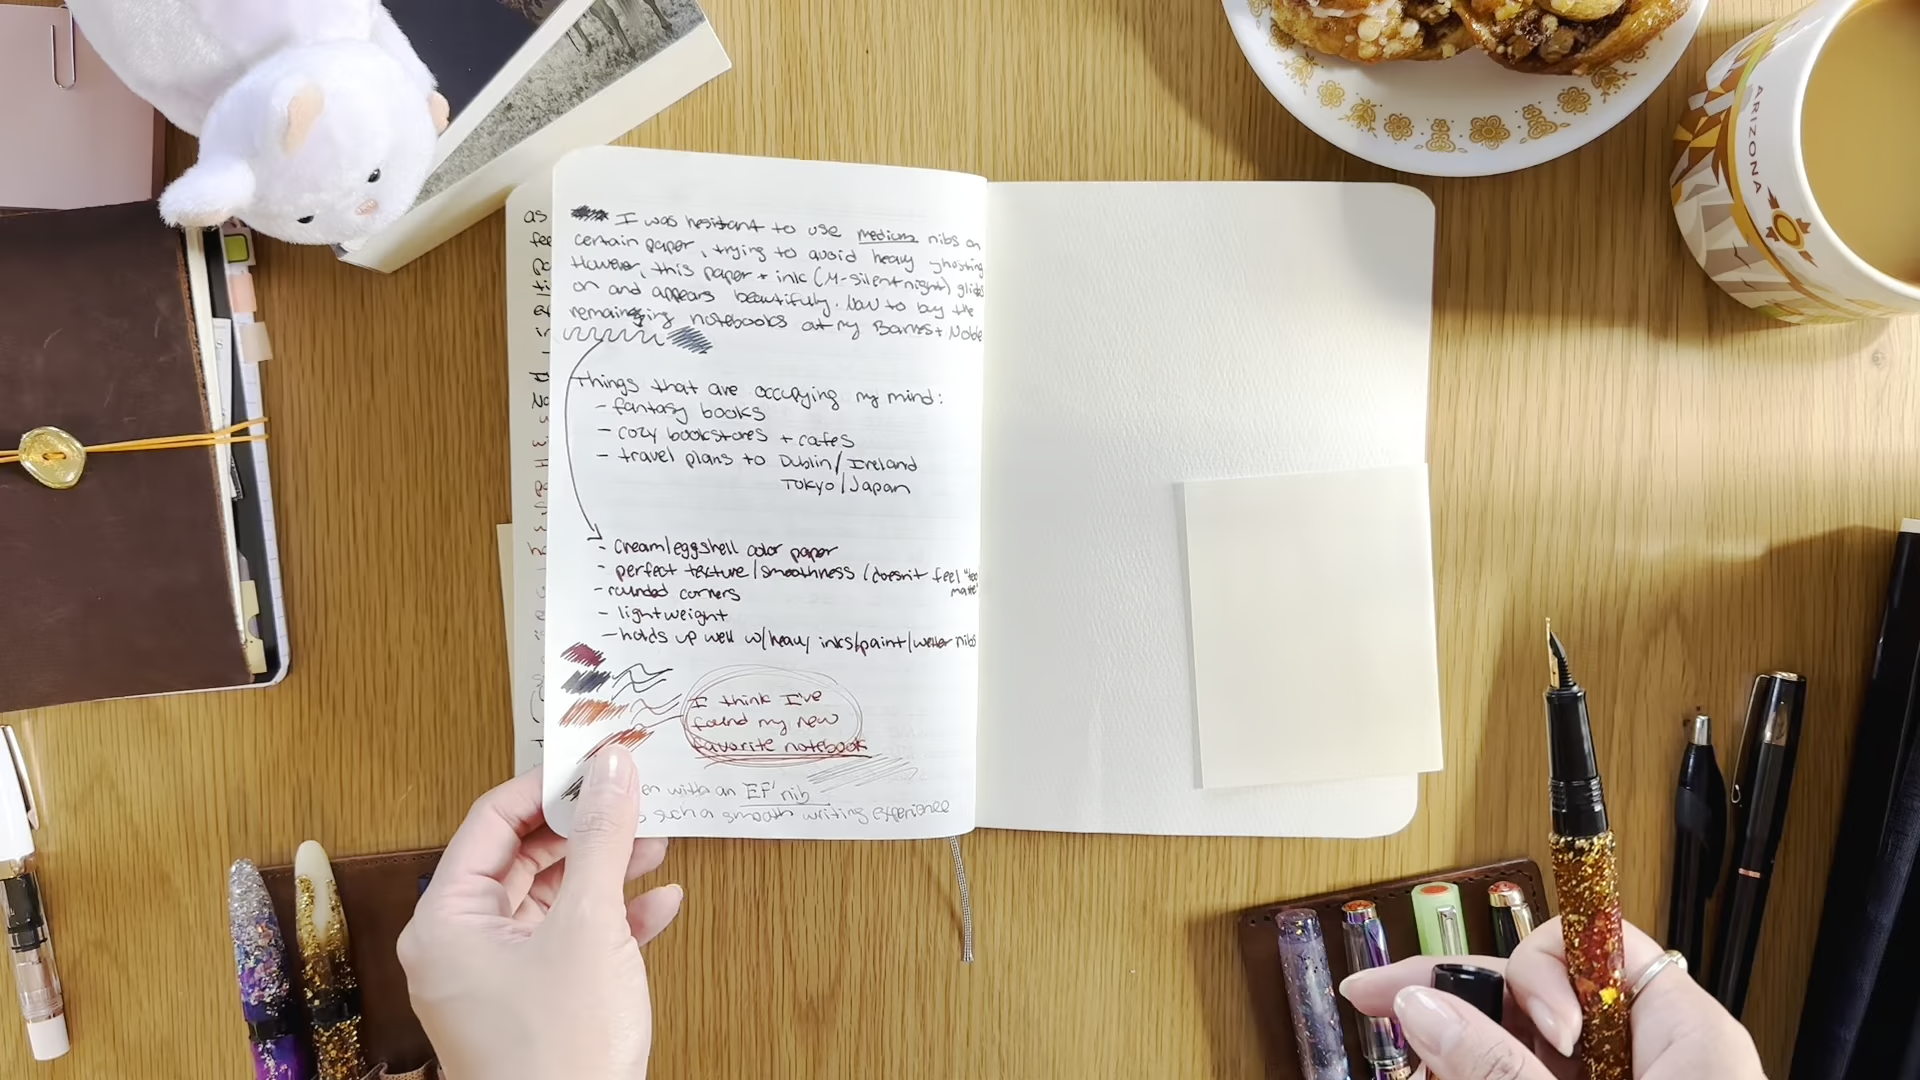 I was hesitant to use medium nibs on
certain paper, trying to avoid heavy ghosting
However, this paper + ink (M-silentnight) glides
on and appears beautifully. Now to buy the
remaining notebooks at my Barnes + Noble
Things that are occupying my mind:
- fantasy books
- cozy bookstores + cafes
- travel plans to Dublin/Ireland
Tokyo/Japan
- cream/eggshell color paper
- perfect texture/smoothness (doesn't feel "too
matte"
- rounded corners
- lightweight
- holds up well w/heavy inks/paint/wetter nibs
I think I've
found my new
favorite notebook
en with an EF nib
such a smooth writing experience
as
ARIZONA